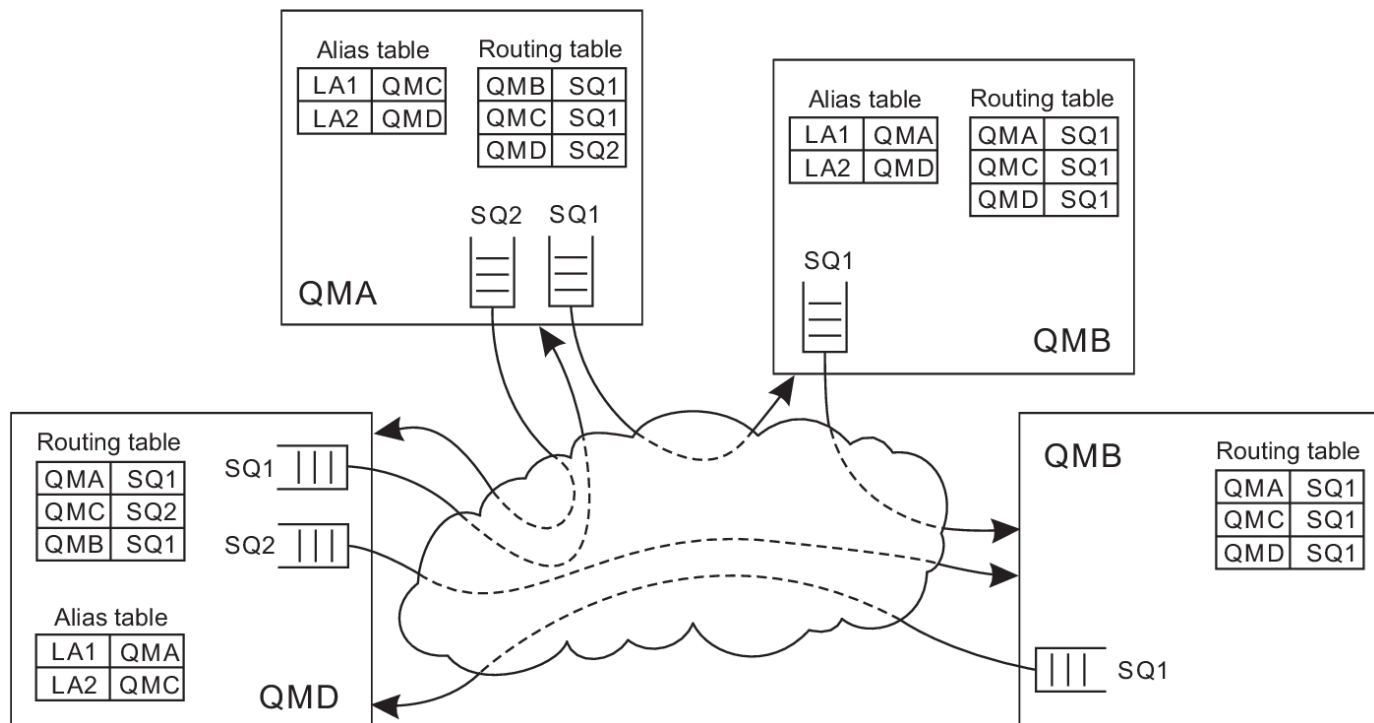 Alias table
LA1 QMC
LA2 QMD
Routing table
QMB SQ1
QMC SQ1
QMD SQ2
SQ2 SQ1
QMA
Alias table
LA1 QMA
LA2 QMD
Routing table
QMA SQ1
QMC SQ1
QMD SQ1
SQ1
QMB
Routing table
QMA SQ1
QMC SQ2
QMB SQ1
SQ1
SQ2
Alias table
LA1 QMA
LA2 QMC
QMD
QMB
Routing table
QMA SQ1
QMC SQ1
QMD SQ1
SQ1